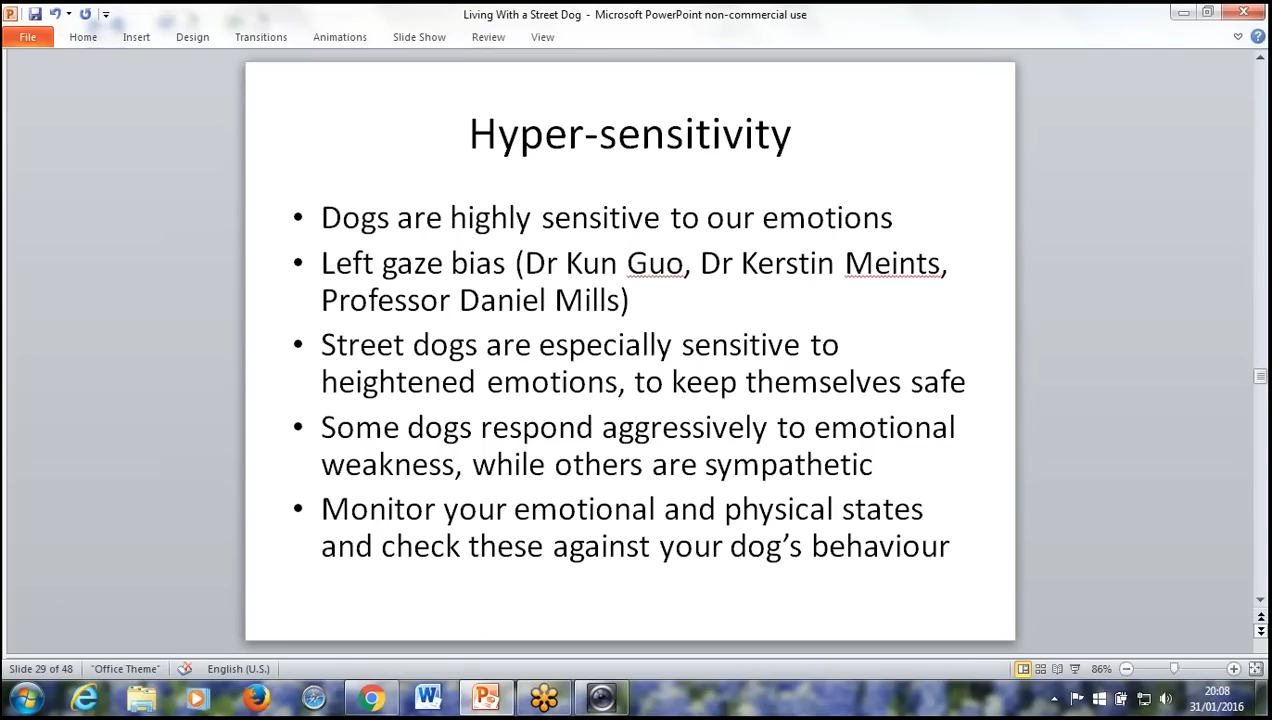 Living With a Street Dog - Microsoft PowerPoint non-commercial use
File Home Insert Design Transitions Animations Slide Show Review View
Hyper-sensitivity
• Dogs are highly sensitive to our emotions
• Left gaze bias (Dr Kun Guo, Dr Kerstin Meints,
Professor Daniel Mills)
• Street dogs are especially sensitive to
heightened emotions, to keep themselves safe
• Some dogs respond aggressively to emotional
weakness, while others are sympathetic
• Monitor your emotional and physical states
and check these against your dog’s behaviour
Slide 29 of 48 "Office Theme" English (U.S.) 86%
20:08
31/01/2016